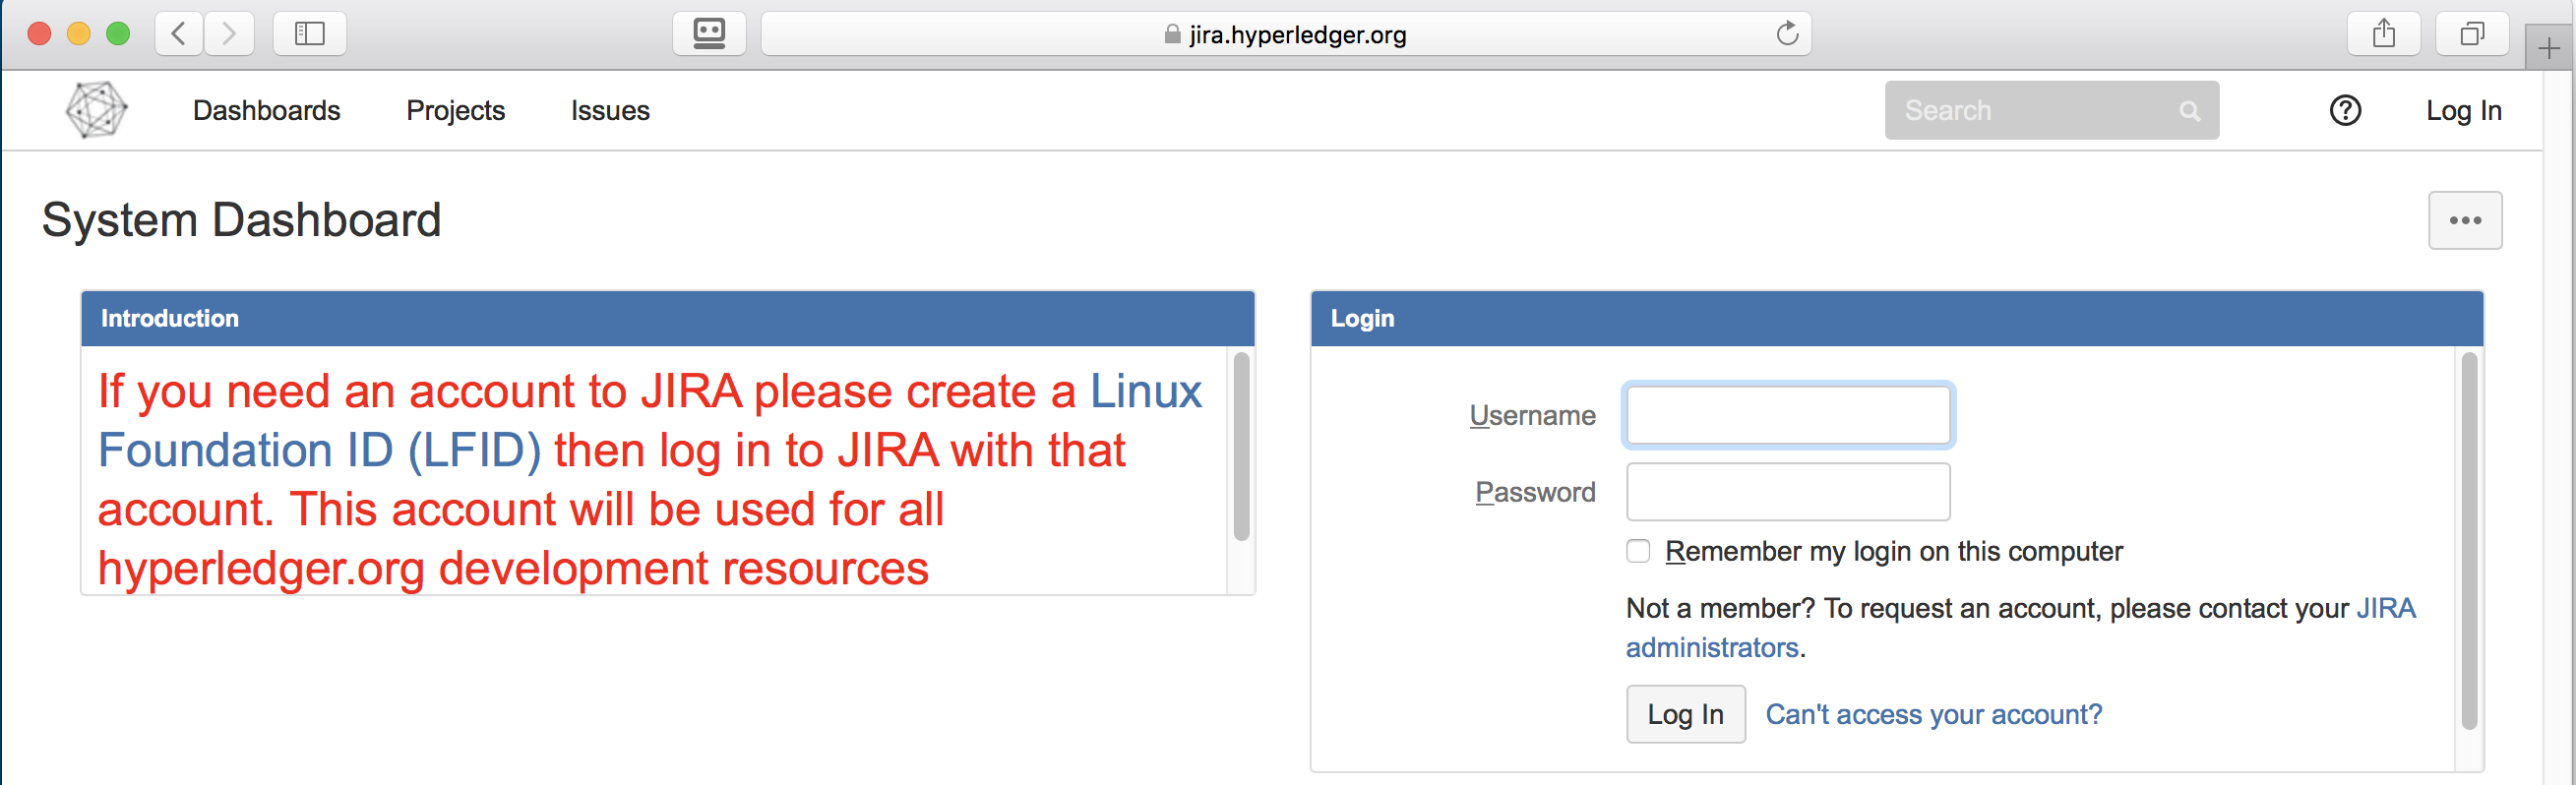 jira.hyperledger.org
Dashboards Projects Issues Search Log In
System Dashboard
Introduction
If you need an account to JIRA please create a Linux
Foundation ID (LFID) then log in to JIRA with that
account. This account will be used for all
hyperledger.org development resources
Login
Username
Password
Remember my login on this computer
Not a member? To request an account, please contact your JIRA
administrators.
Log In Can't access your account?